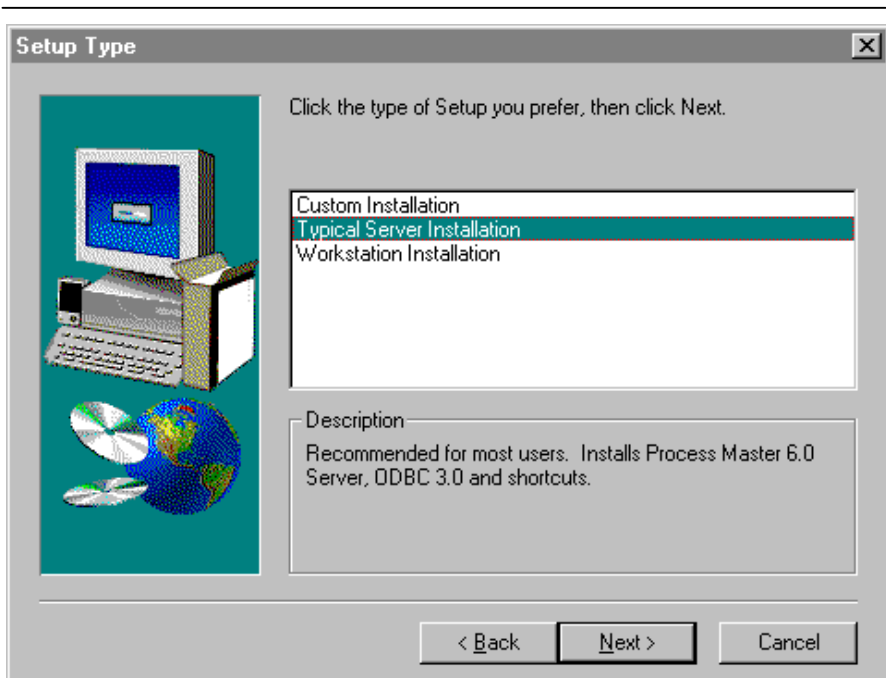 Setup Type
Click the type of Setup you prefer, then click Next.
Custom Installation
Typical Server Installation
Workstation Installation
Description
Recommended for most users.  Installs Process Master 6.0
Server, ODBC 3.0 and shortcuts.
< Back
Next >
Cancel